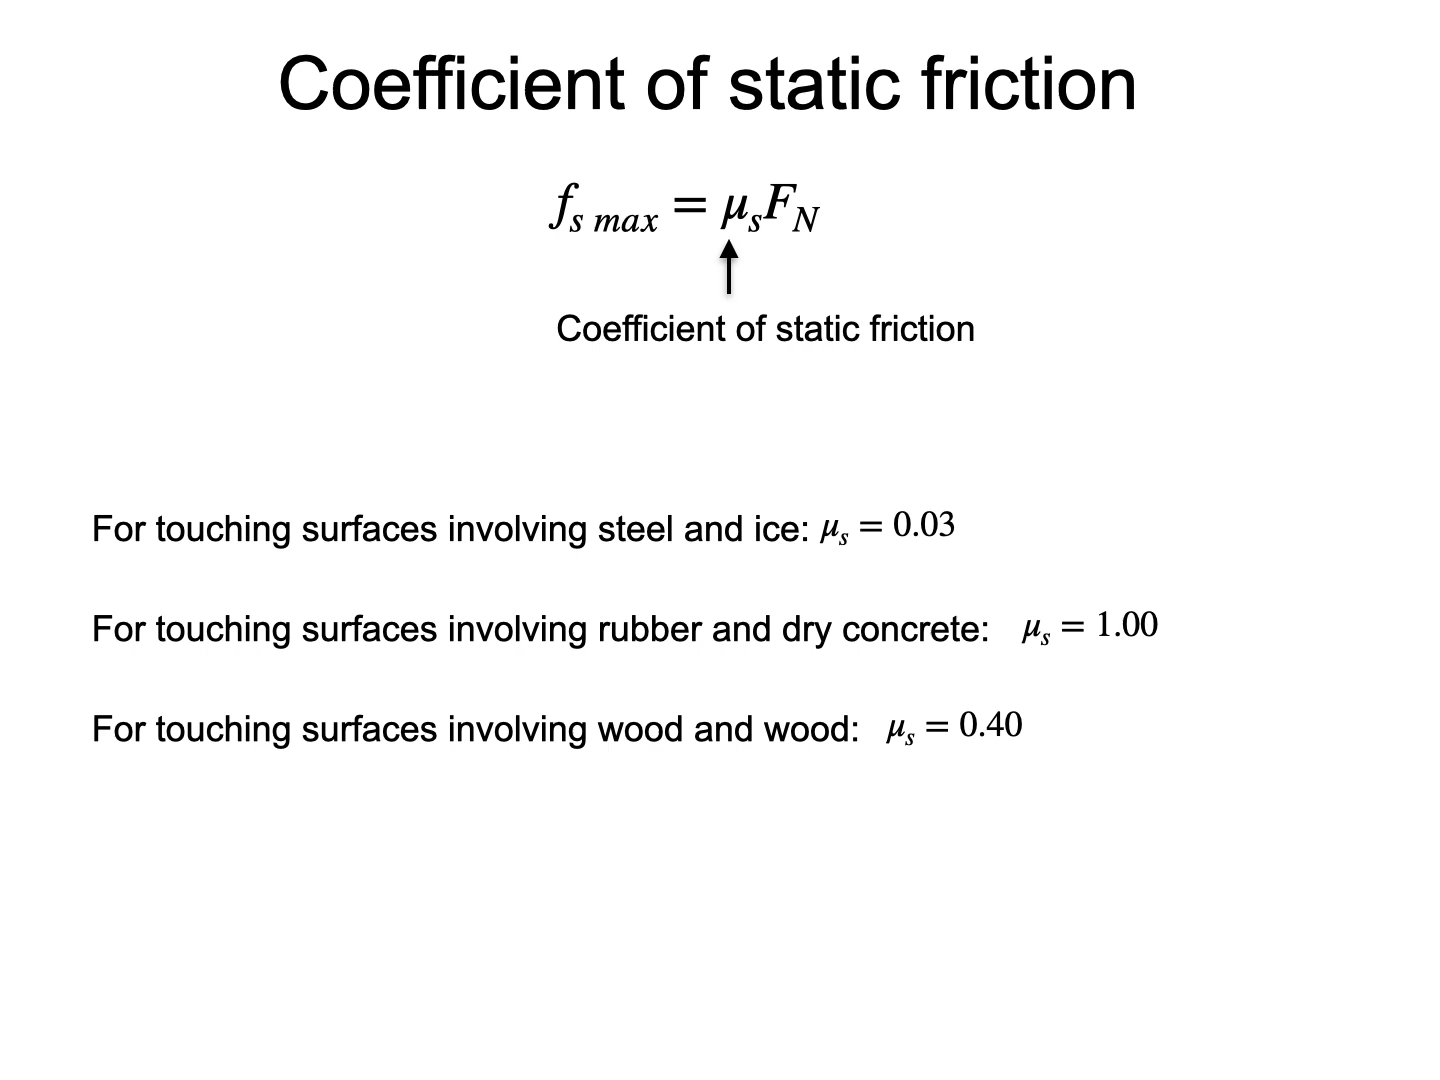 Coefficient of static friction
f_{s max} = μ_s F_N
Coefficient of static friction
For touching surfaces involving steel and ice: μ_s = 0.03
For touching surfaces involving rubber and dry concrete: μ_s = 1.00
For touching surfaces involving wood and wood: μ_s = 0.40